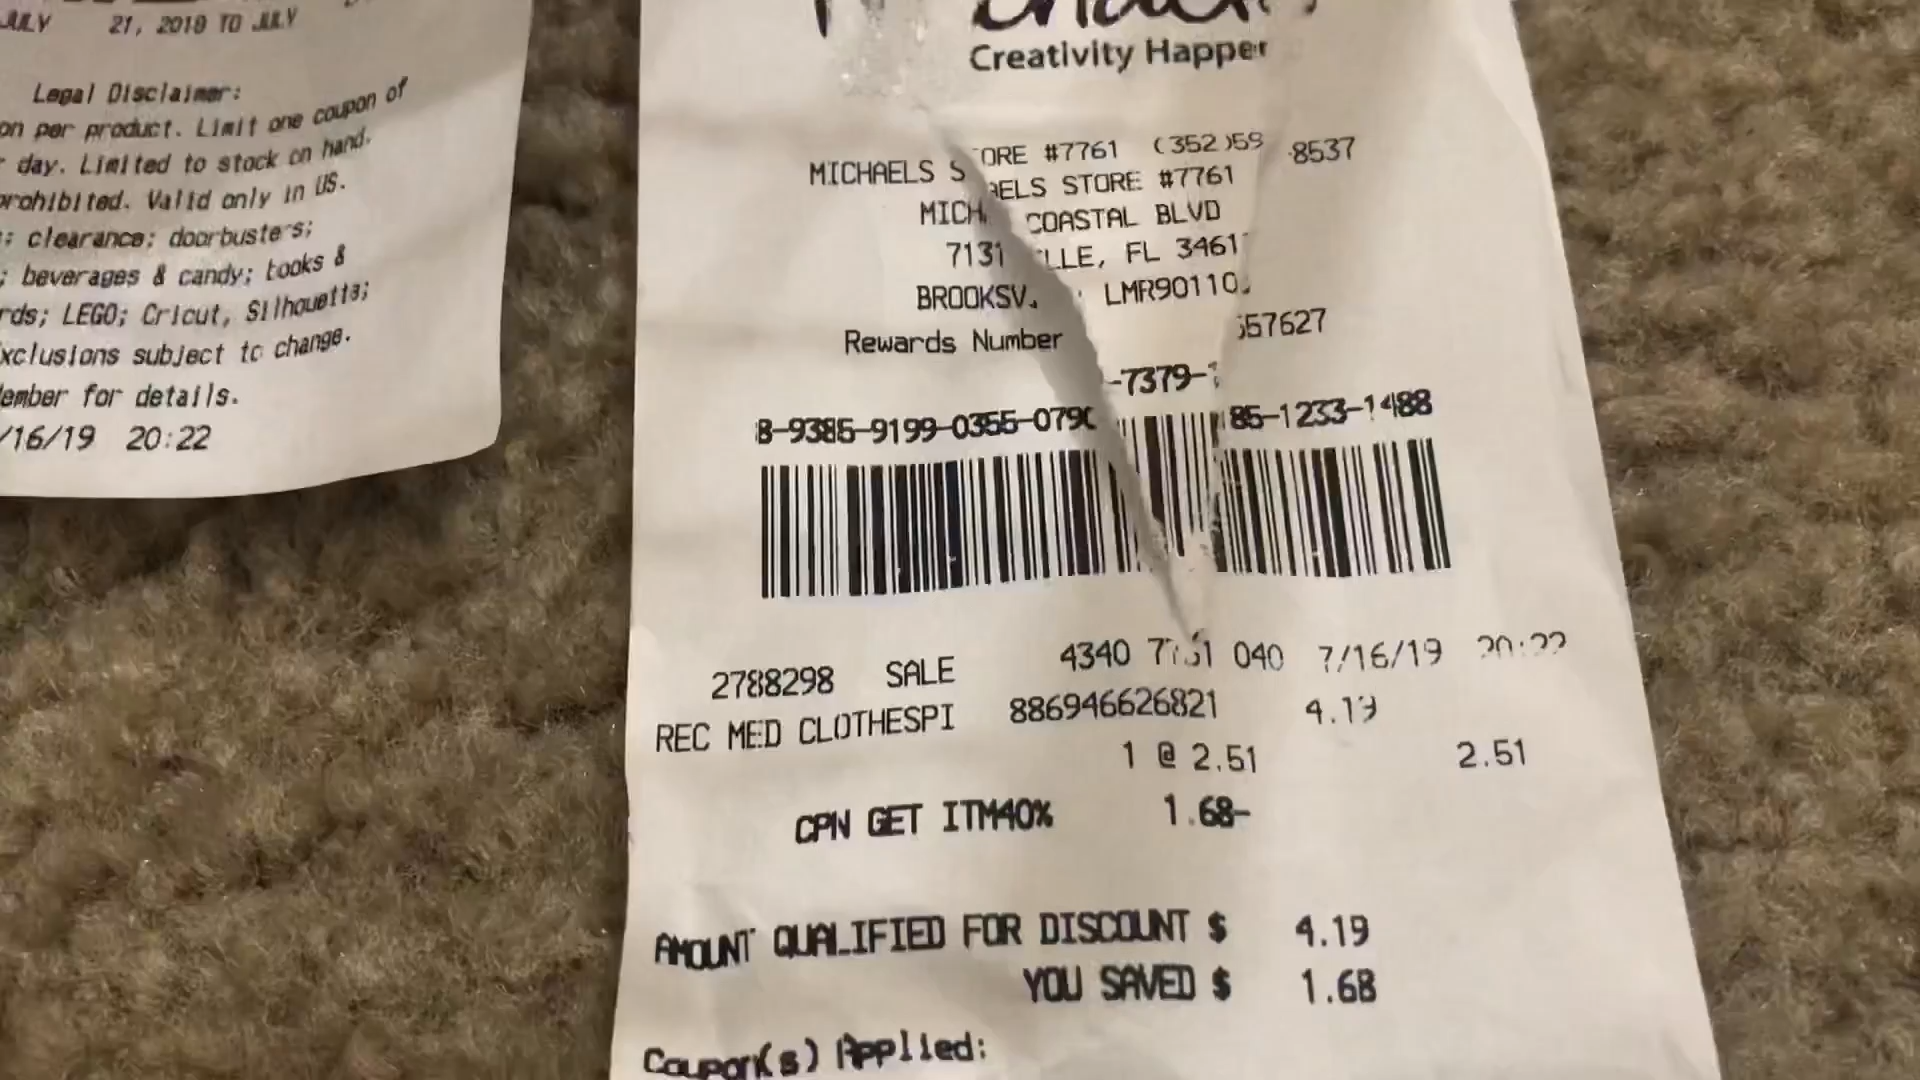 JULY 21, 2019 TO JULY
Legal Disclaimer:
on per product. Limit one coupon of
day. Limited to stock on hand.
prohibited. Valid only in US.
; clearance; doorbusters;
; beverages & candy; books &
rds; LEGO; Cricut, Silhouette;
xclusions subject to change.
ember for details.
/16/19 20:22
Creativity Happen
MICHAELS S ORE #7761 (352)59 8537
MICH AELS STORE #7761
7131 COASTAL BLVD
BROOKSV LLE, FL 3461
Rewards Number LMR90110 557627
8-9385-9199-0355-079 -7379- 85-1233-1488
2788298 SALE 4340 7761 040 7/16/19 20:22
REC MED CLOTHESPI 886946626821 4.19
1 @ 2.51 2.51
CPN GET ITM40% 1.68-
AMOUNT QUALIFIED FOR DISCOUNT $ 4.19
YOU SAVED $ 1.68
Coupon(s) Applied: